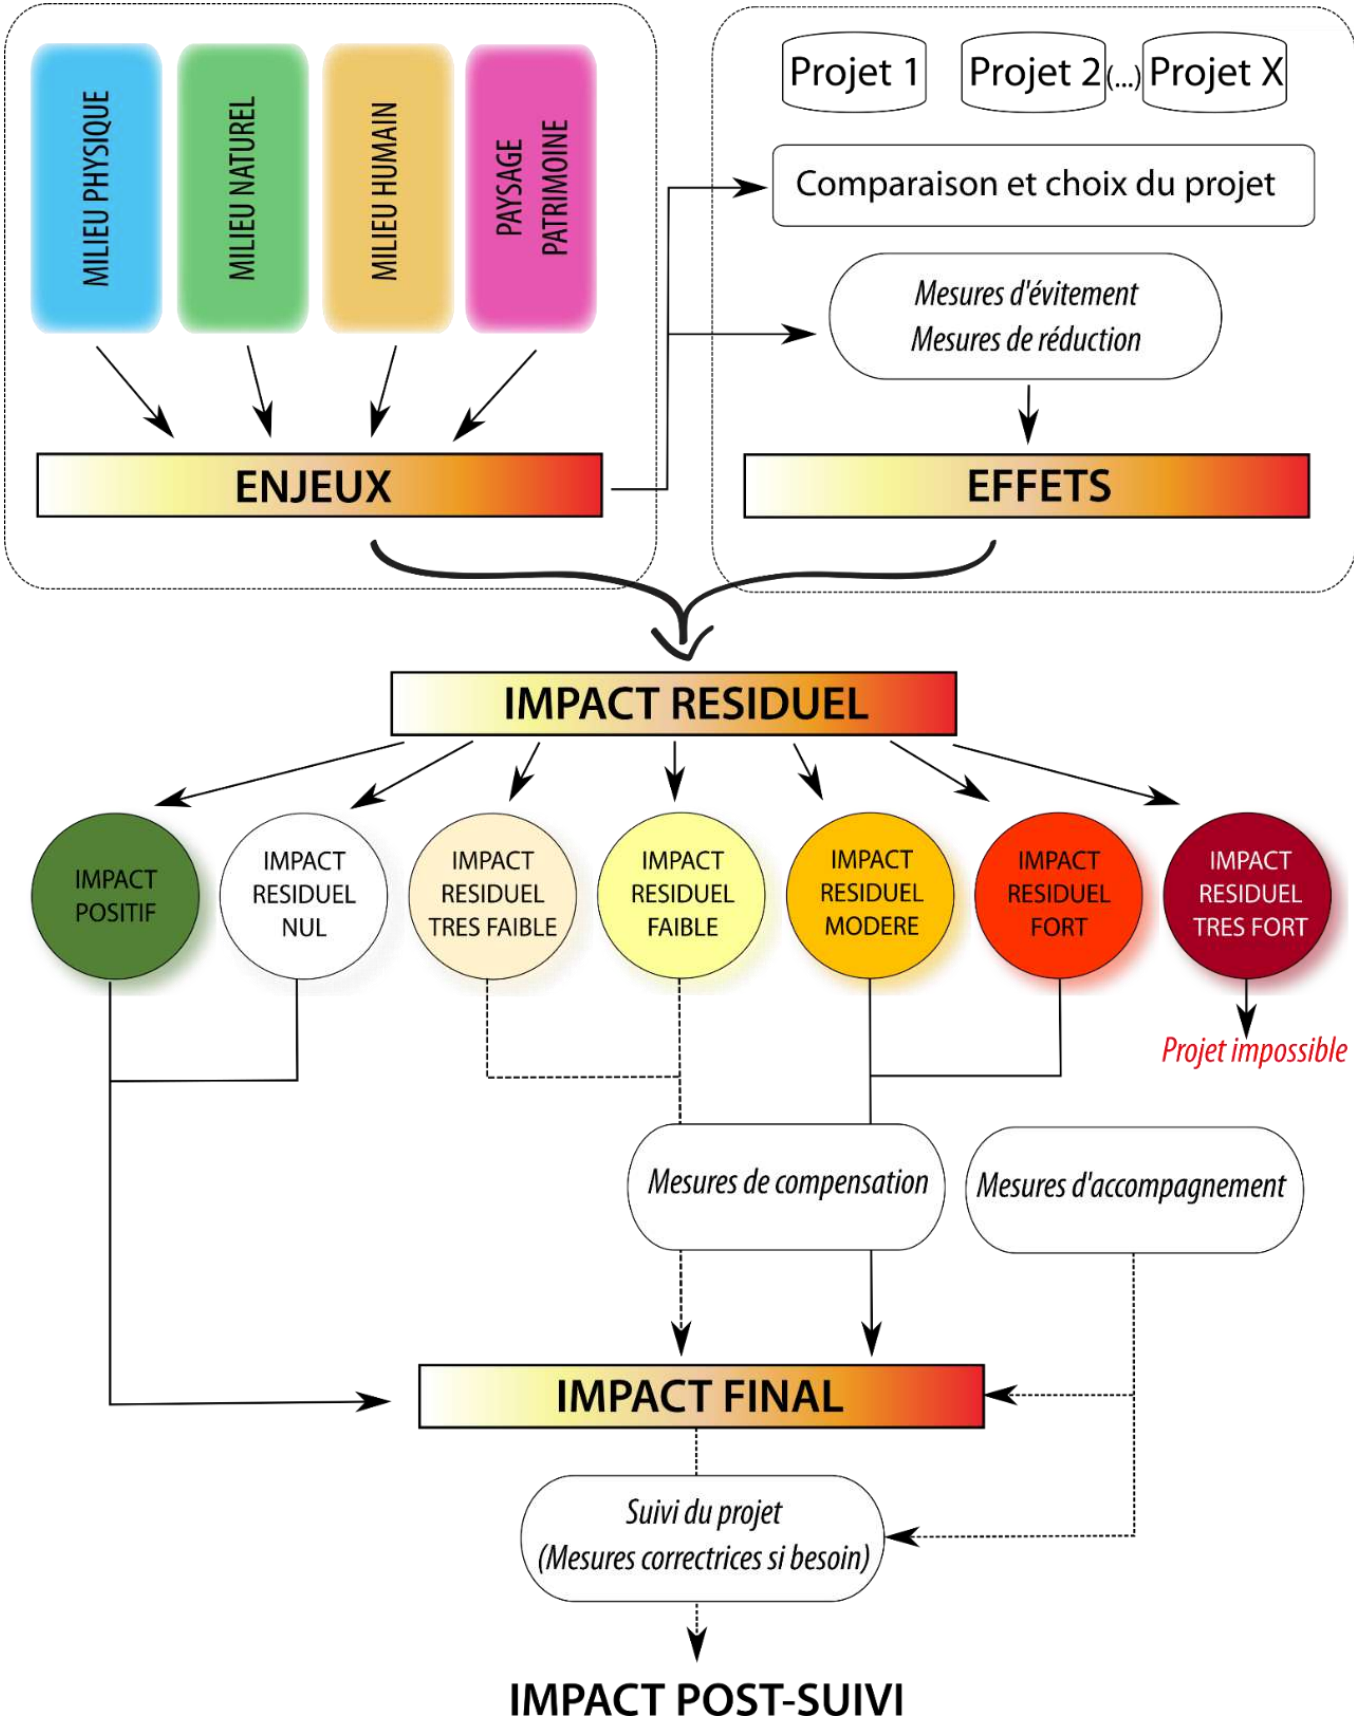 MILIEU PHYSIQUE
MILIEU NATUREL
MILIEU HUMAIN
PAYSAGE
PATRIMOINE
ENJEUX
Projet 1
Projet 2
(...)
Projet X
Comparaison et choix du projet
Mesures d'évitement
Mesures de réduction
EFFETS
IMPACT RESIDUEL
IMPACT
POSITIF
IMPACT
RESIDUEL
NUL
IMPACT
RESIDUEL
TRES FAIBLE
IMPACT
RESIDUEL
FAIBLE
IMPACT
RESIDUEL
MODERE
IMPACT
RESIDUEL
FORT
IMPACT
RESIDUEL
TRES FORT
Projet impossible
Mesures de compensation
Mesures d'accompagnement
IMPACT FINAL
Suivi du projet
(Mesures correctrices si besoin)
IMPACT POST-SUIVI